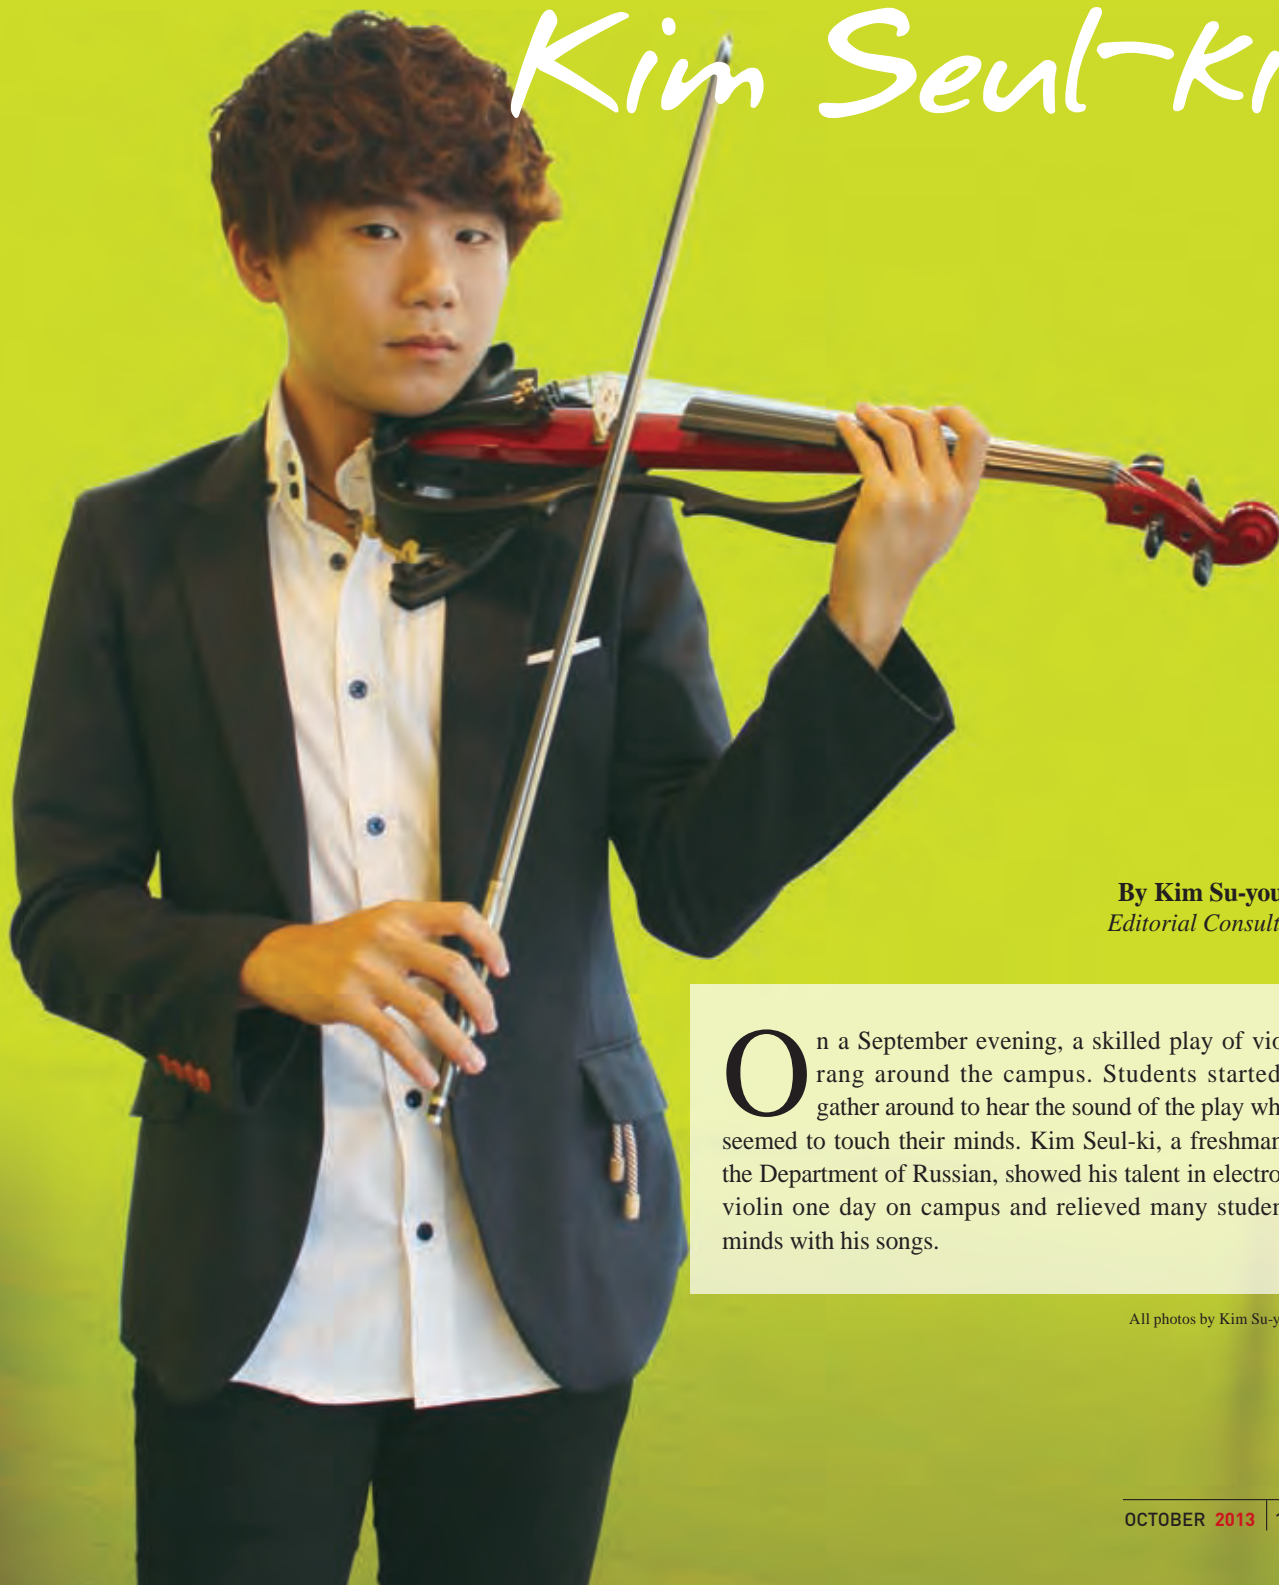 Kim Seul-ki
By Kim Su-you
Editorial Consult
On a September evening, a skilled play of vio
rang around the campus. Students started
gather around to hear the sound of the play wh
seemed to touch their minds. Kim Seul-ki, a freshman
the Department of Russian, showed his talent in electro
violin one day on campus and relieved many studen
minds with his songs.
All photos by Kim Su-y
OCTOBER 2013